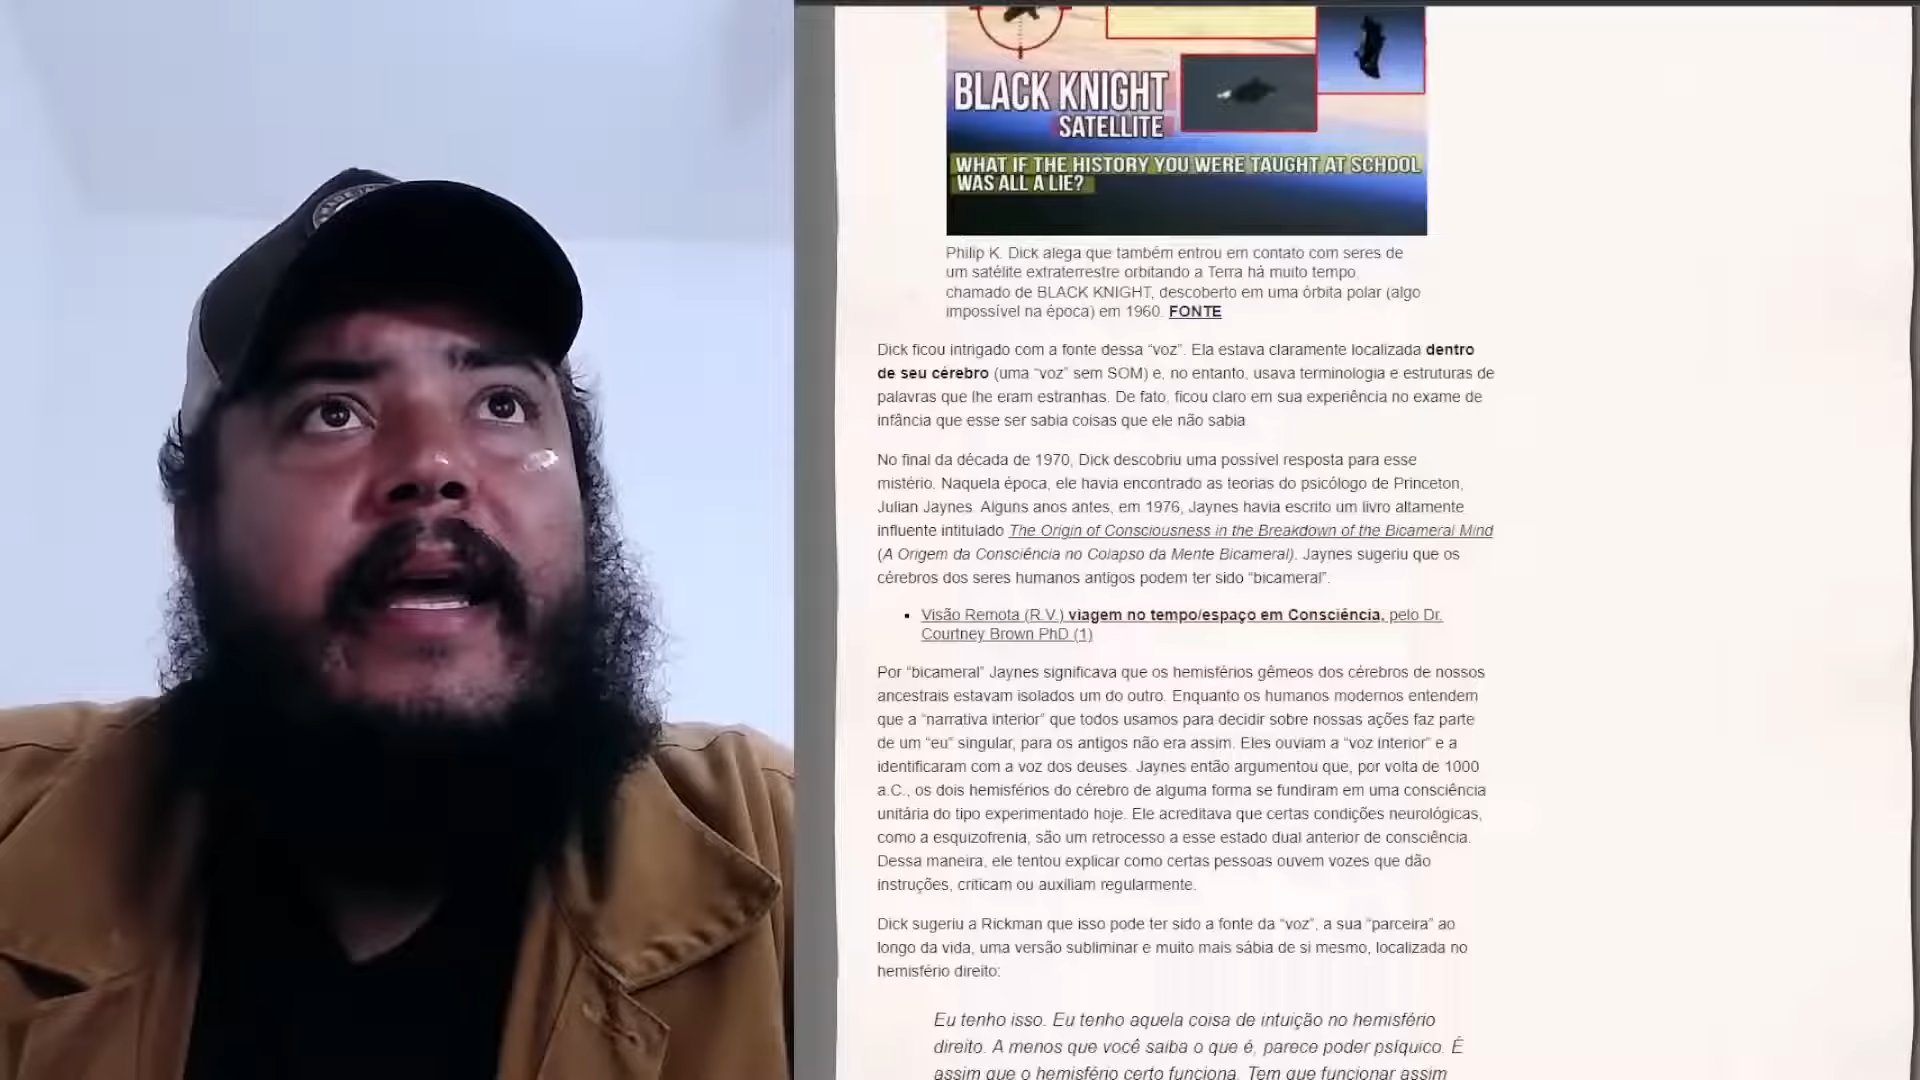 MADE IN
BLACK KNIGHT
SATELLITE
WHAT IF THE HISTORY YOU WERE TAUGHT AT SCHOOL
WAS ALL A LIE?
Philip K. Dick alega que também entrou em contato com seres de
um satélite extraterrestre orbitando a Terra há muito tempo,
chamado de BLACK KNIGHT, descoberto em uma órbita polar (algo
impossível na época) em 1960. FONTE
Dick ficou intrigado com a fonte dessa “voz”. Ela estava claramente localizada dentro
de seu cérebro (uma “voz” sem SOM) e, no entanto, usava terminologia e estruturas de
palavras que lhe eram estranhas. De fato, ficou claro em sua experiência no exame de
infância que esse ser sabia coisas que ele não sabia
No final da década de 1970, Dick descobriu uma possível resposta para esse
mistério. Naquela época, ele havia encontrado as teorias do psicólogo de Princeton,
Julian Jaynes. Alguns anos antes, em 1976, Jaynes havia escrito um livro altamente
influente intitulado The Origin of Consciousness in the Breakdown of the Bicameral Mind
(A Origem da Consciência no Colapso da Mente Bicameral). Jaynes sugeriu que os
cérebros dos seres humanos antigos podem ter sido “bicameral”.
▪ Visão Remota (R.V.) viagem no tempo/espaço em Consciência, pelo Dr.
Courtney Brown PhD (1)
Por “bicameral” Jaynes significava que os hemisférios gêmeos dos cérebros de nossos
ancestrais estavam isolados um do outro. Enquanto os humanos modernos entendem
que a “narrativa interior” que todos usamos para decidir sobre nossas ações faz parte
de um “eu” singular, para os antigos não era assim. Eles ouviam a “voz interior” e a
identificaram com a voz dos deuses. Jaynes então argumentou que, por volta de 1000
a.C., os dois hemisférios do cérebro de alguma forma se fundiram em uma consciência
unitária do tipo experimentado hoje. Ele acreditava que certas condições neurológicas,
como a esquizofrenia, são um retrocesso a esse estado dual anterior de consciência.
Dessa maneira, ele tentou explicar como certas pessoas ouvem vozes que dão
instruções, criticam ou auxiliam regularmente.
Dick sugeriu a Rickman que isso pode ter sido a fonte da “voz”, a sua “parceira” ao
longo da vida, uma versão subliminar e muito mais sábia de si mesmo, localizada no
hemisfério direito:
Eu tenho isso. Eu tenho aquela coisa de intuição no hemisfério
direito. A menos que você saiba o que é, parece poder psíquico. É
assim que o hemisfério certo funciona. Tem que funcionar assim